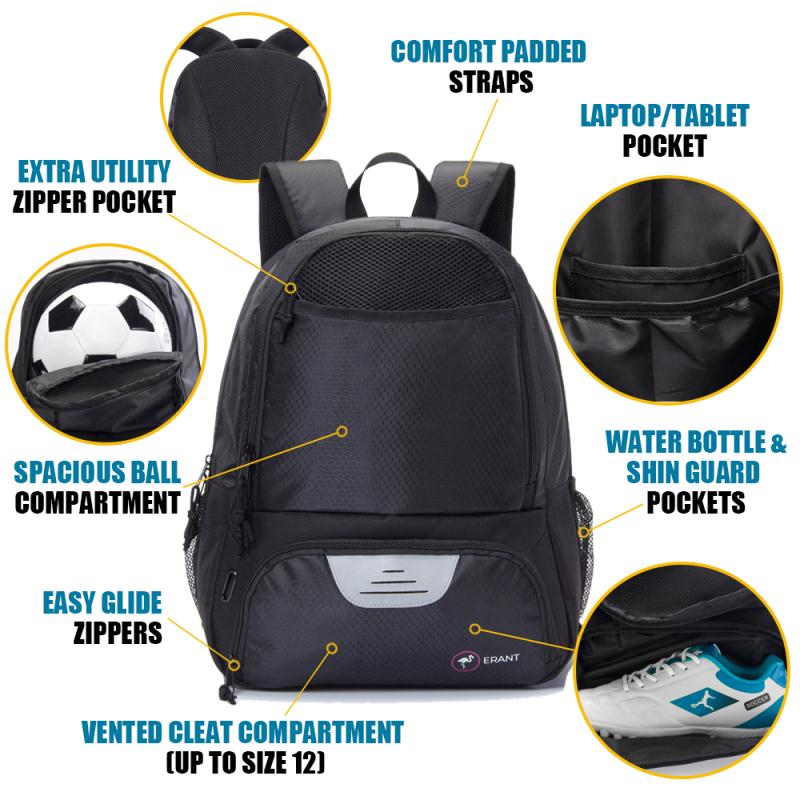 COMFORT PADDED
STRAPS
LAPTOP/TABLET
POCKET
EXTRA UTILITY
ZIPPER POCKET
SPACIOUS BALL
COMPARTMENT
WATER BOTTLE &
SHIN GUARD
POCKETS
EASY GLIDE
ZIPPERS
ERANT
SOCCER
VENTED CLEAT COMPARTMENT
(UP TO SIZE 12)